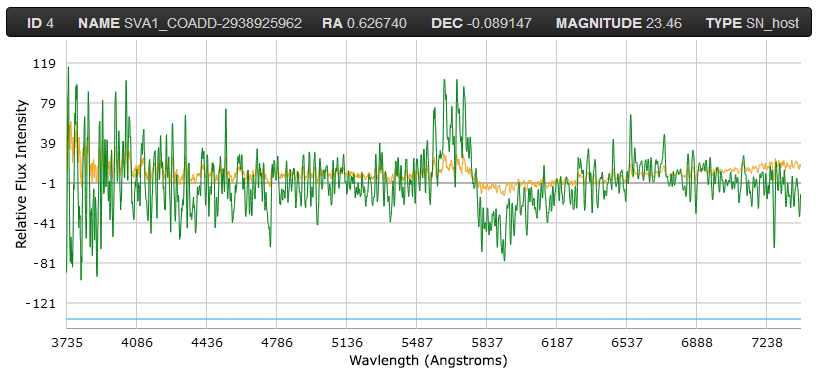 ID 4 NAME SVA1_COADD-2938925962 RA 0.626740 DEC -0.089147 MAGNITUDE 23.46 TYPE SN_host
119
79
39
1
-41
-81
-121
Relative Flux Intensity
3735 4086 4436 4786 5136 5487 5837 6187 6537 6888 7238
Wavlength (Angstroms)